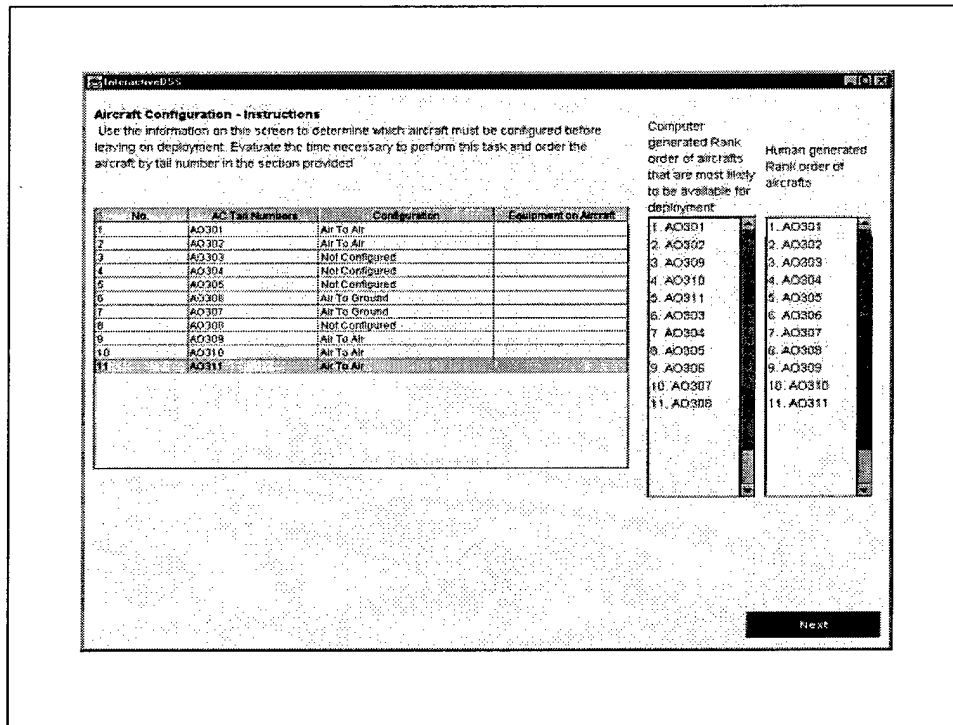 InteractiveDSS
Aircraft Configuration - Instructions
Use the information on this screen to determine which aircraft must be configured before
leaving on deployment. Evaluate the time necessary to perform this task and order the
aircraft by tail number in the section provided
Computer
generated Rank
order of aircrafts
that are most likely
to be available for
deployment
Human generated
Rank order of
aircrafts
No. AC Tail Numbers Configuration Equipment on Aircraft
1 AO301 Air To Air
2 AO302 Air To Air
3 AO303 Not Configured
4 AO304 Not Configured
5 AO305 Not Configured
6 AO306 Air To Ground
7 AO307 Air To Ground
8 AO308 Not Configured
9 AO309 Air To Air
10 AO310 Air To Air
11 AO311 Air To Air
1. AO301
2. AO302
3. AO309
4. AO310
5. AO311
6. AO303
7. AO304
8. AO305
9. AO306
10. AO307
11. AO308
1. AO301
2. AO302
3. AO303
4. AO304
5. AO305
6. AO306
7. AO307
8. AO308
9. AO309
10. AO310
11. AO311
Next